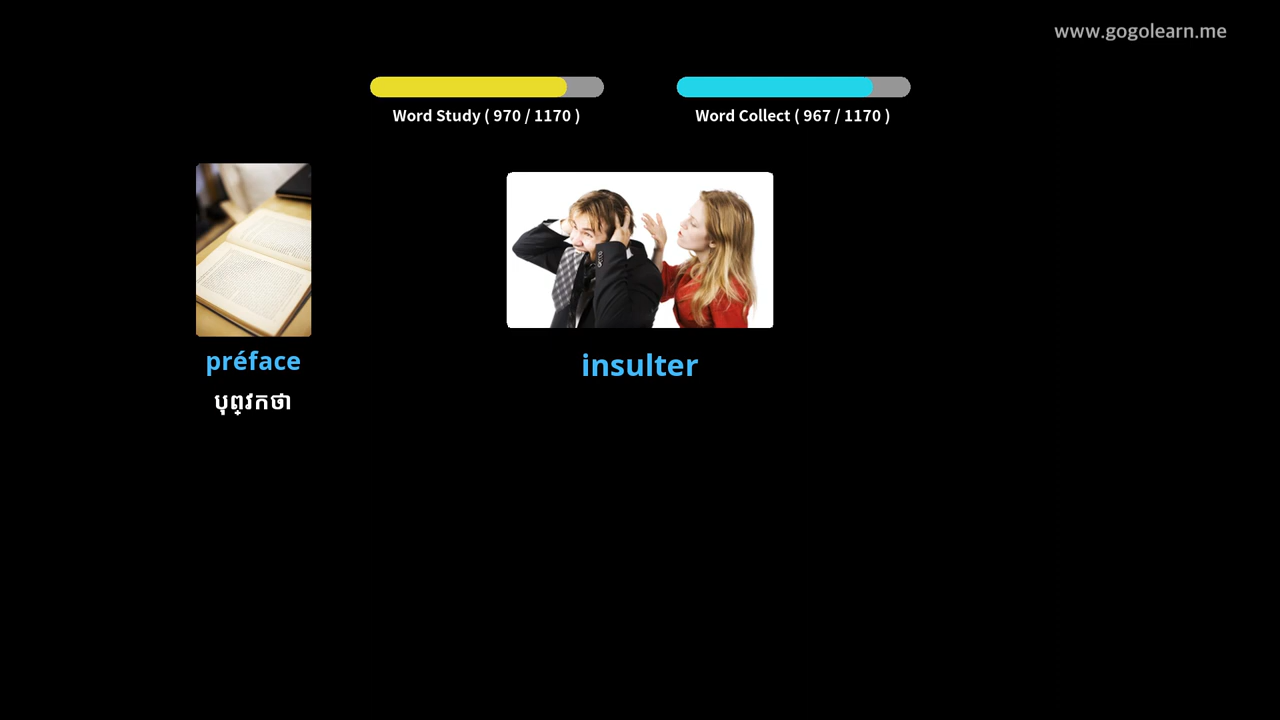 www.gogolearn.me
Word Study ( 970 / 1170 )
Word Collect ( 967 / 1170 )
préface
បុព្វកថា
insulter